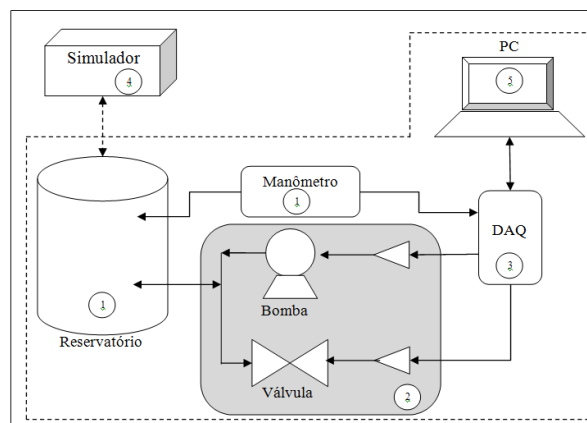 Simulador
4
PC
5
Manômetro
1
DAQ
3
1
Reservatório
Bomba
Válvula
2